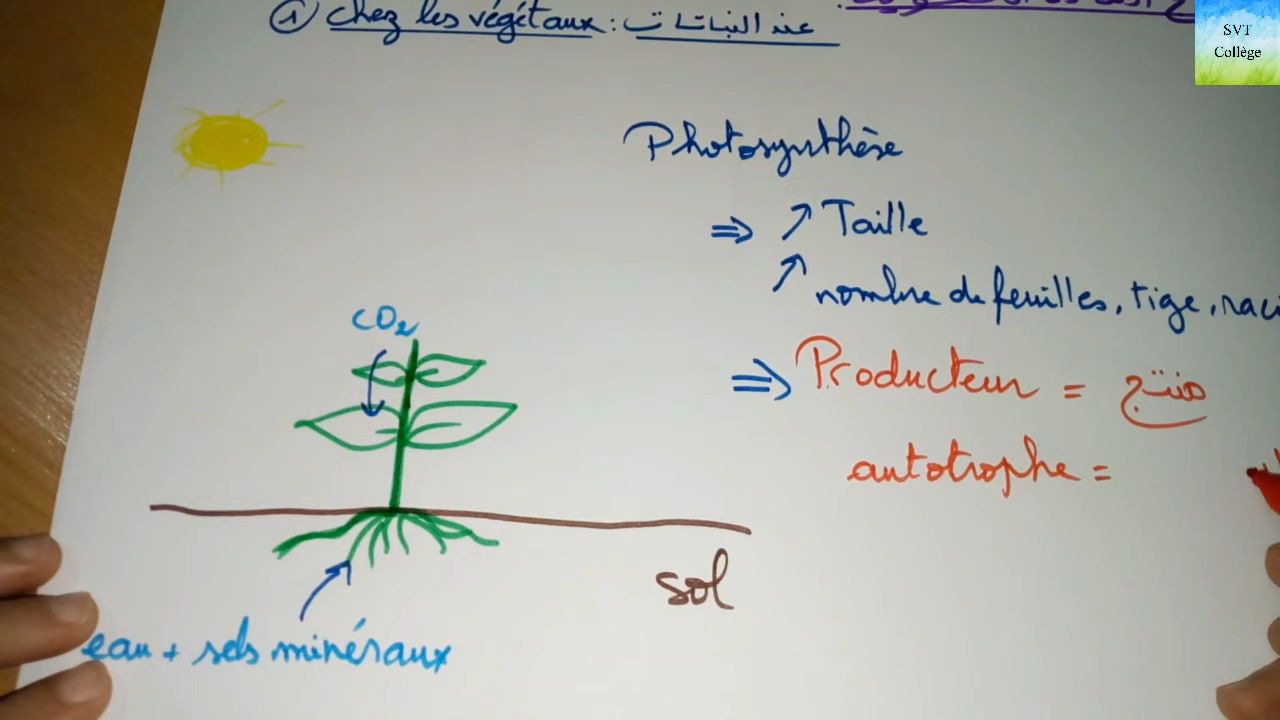 ① chez les végétaux : عند النباتات
SVT
Collège
Photosynthèse
⇒ ↗ Taille
↗ nombre de feuilles, tige, raci
CO₂
⇒ Producteur = منتج
autotrophe =
sol
eau + sels minéraux